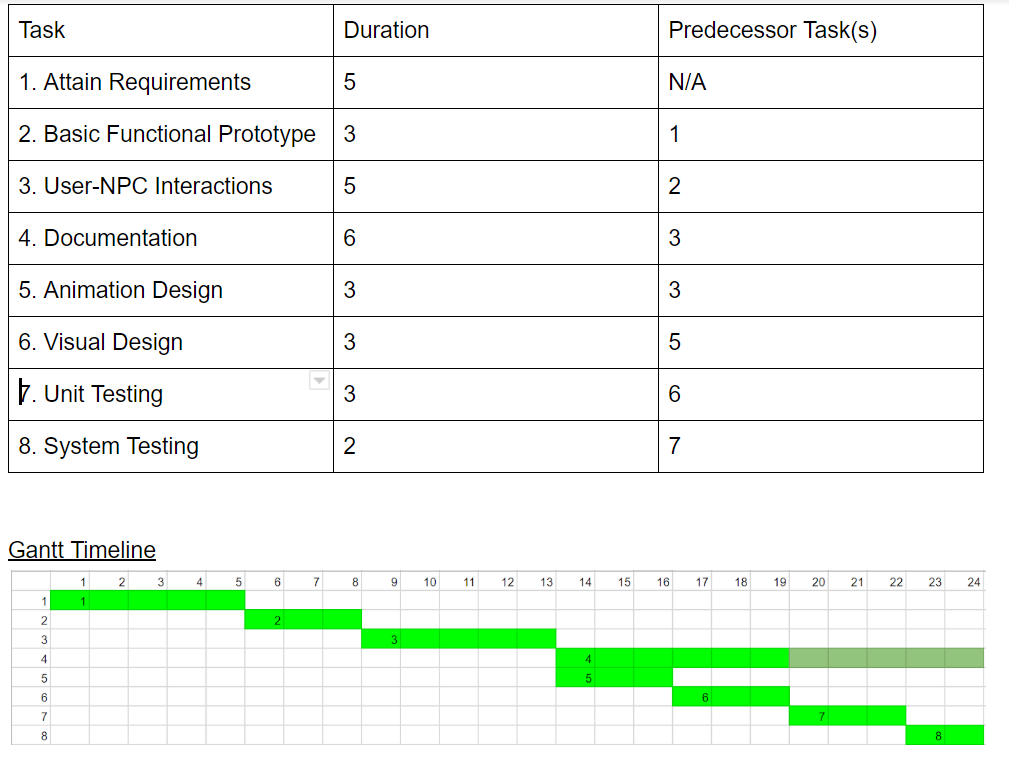 Task Duration Predecessor Task(s)
1. Attain Requirements 5 N/A
2. Basic Functional Prototype 3 1
3. User-NPC Interactions 5 2
4. Documentation 6 3
5. Animation Design 3 3
6. Visual Design 3 5
7. Unit Testing 3 6
8. System Testing 2 7
Gantt Timeline
1 2 3 4 5 6 7 8 9 10 11 12 13 14 15 16 17 18 19 20 21 22 23 24
1 1
2 2
3 3
4 4
5 5
6 6
7 7
8 8